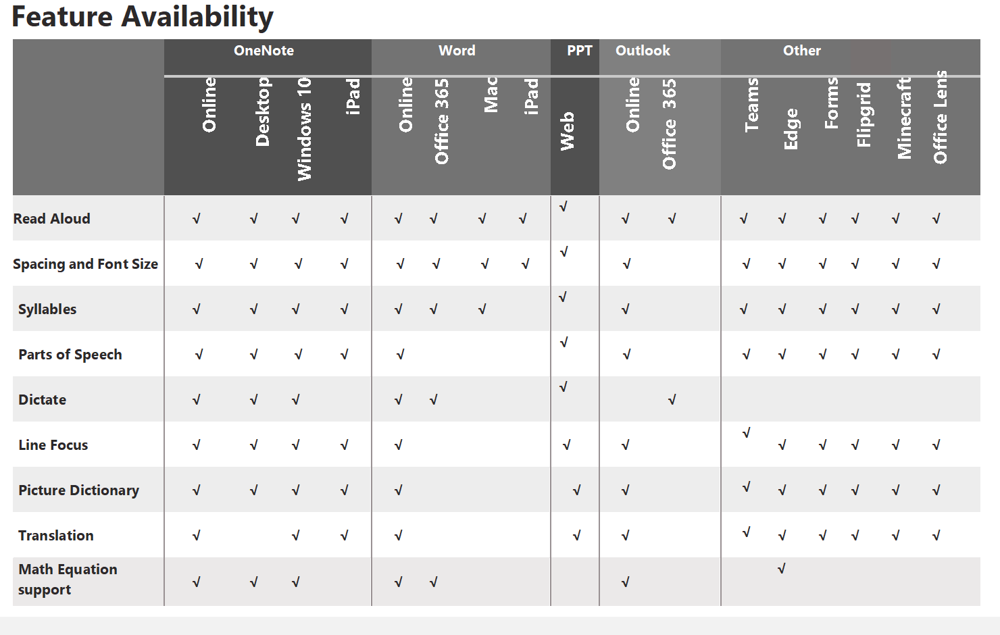 Feature Availability
OneNote Word PPT Outlook Other
Online Desktop Windows 10 iPad Online Office 365 Mac iPad Web Online Office 365 Teams Edge Forms Flipgrid Minecraft Office Lens
Read Aloud √ √ √ √ √ √ √ √ √ √ √ √ √ √ √ √ √
Spacing and Font Size √ √ √ √ √ √ √ √ √ √ √ √ √ √ √ √
Syllables √ √ √ √ √ √ √ √ √ √ √ √ √ √ √
Parts of Speech √ √ √ √ √ √ √ √ √ √ √ √ √
Dictate √ √ √ √ √ √ √
Line Focus √ √ √ √ √ √ √ √ √ √ √ √ √
Picture Dictionary √ √ √ √ √ √ √ √ √ √ √ √ √
Translation √ √ √ √ √ √ √ √ √ √ √ √
Math Equation
support √ √ √ √ √ √ √